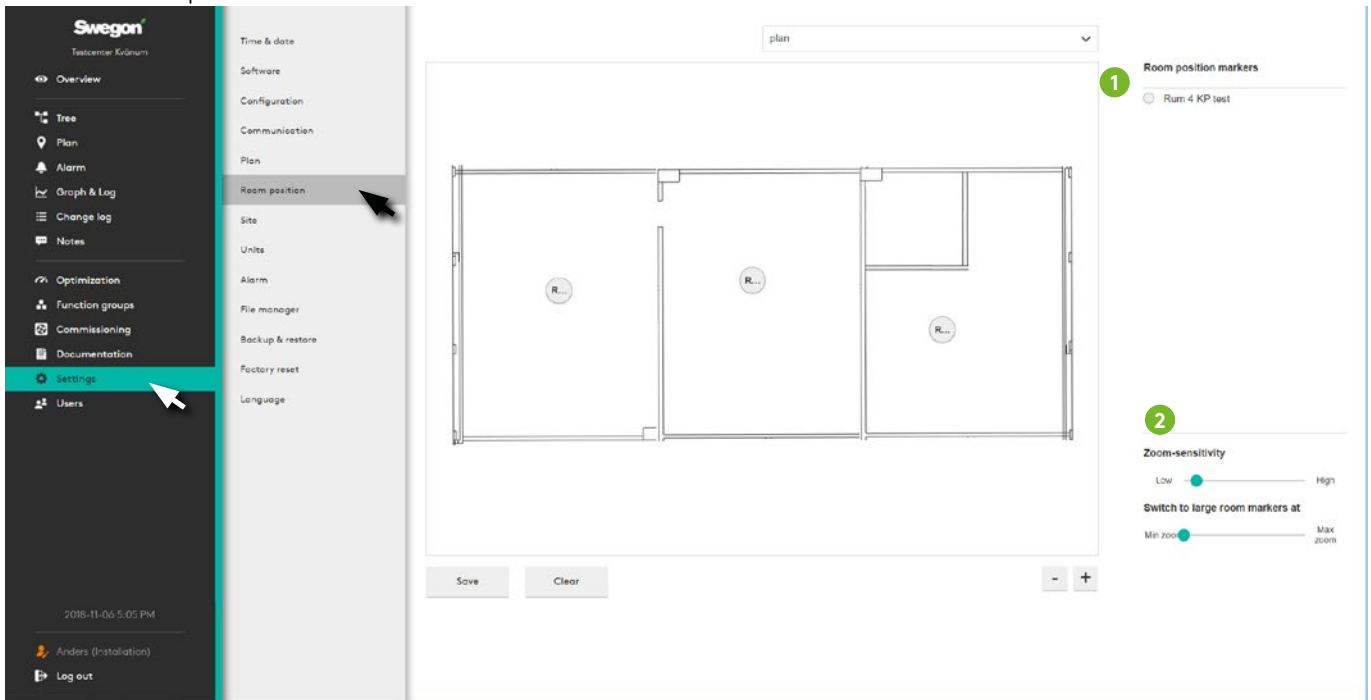 Swegon
Testcenter Kvänum
Overview
Tree
Plan
Alarm
Graph & Log
Change log
Notes
Optimization
Function groups
Commissioning
Documentation
Settings
Users
2018-11-06 5:05 PM
Anders (Installation)
Log out
Time & date
Software
Configuration
Communication
Plan
Room position
Site
Units
Alarm
File manager
Backup & restore
Factory reset
Language
plan
R...
R...
R...
Save
Clear
-
+
1
Room position markers
Rum 4 KP test
2
Zoom-sensitivity
Low
High
Switch to large room markers at
Min zoo
Max
zoom